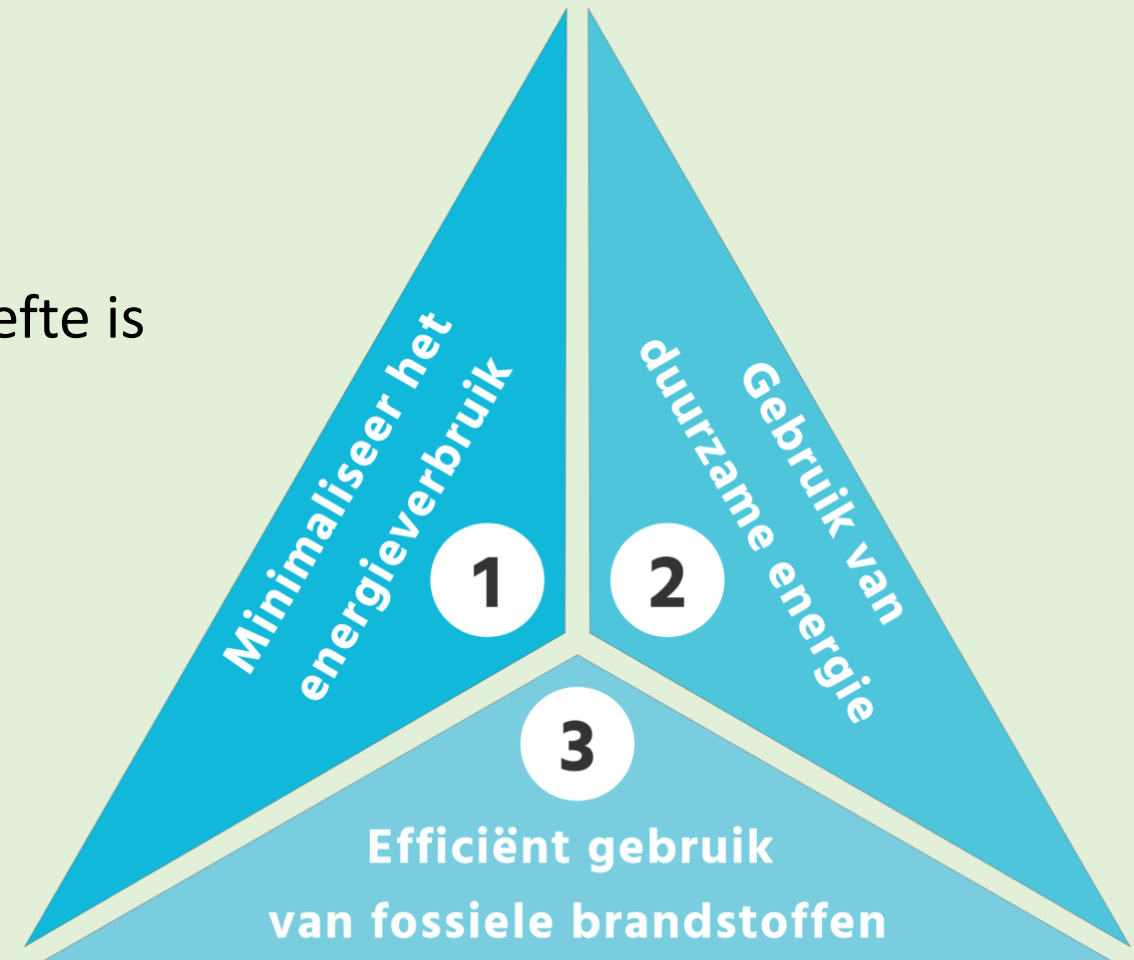 efte is
Minimaliseer het
energieverbruik
1
2
Gebruik van
duurzame energie
3
Efficiënt gebruik
van fossiele brandstoffen